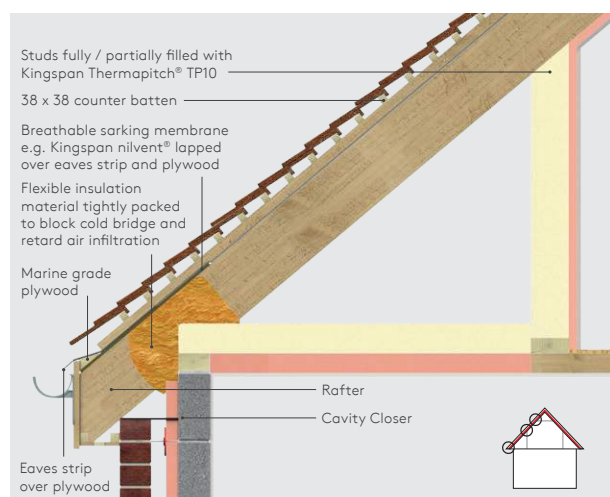 Studs fully / partially filled with
Kingspan Thermapitch® TP10
38 x 38 counter batten
Breathable sarking membrane
e.g. Kingspan nilvent® lapped
over eaves strip and plywood
Flexible insulation
material tightly packed
to block cold bridge and
retard air infiltration
Marine grade
plywood
Rafter
Cavity Closer
Eaves strip
over plywood